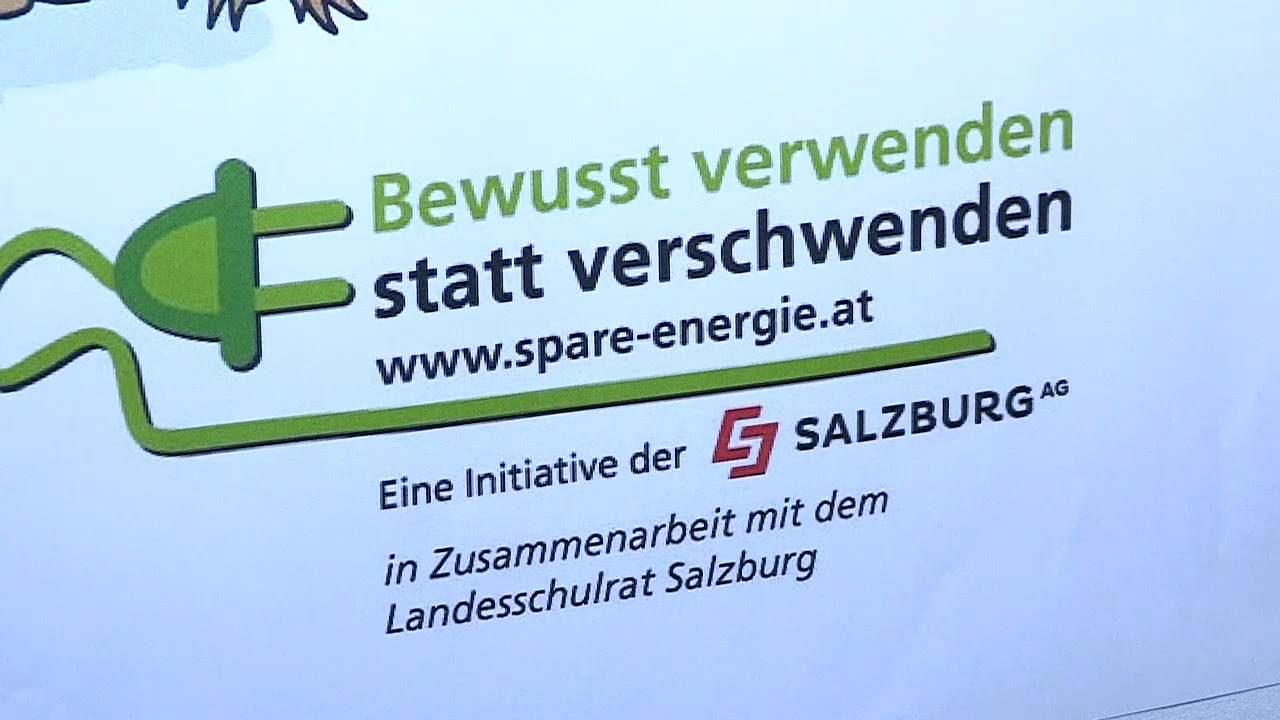 Bewusst verwenden
statt verschwenden
www.spare-energie.at
Eine Initiative der SALZBURG AG
in Zusammenarbeit mit dem
Landesschulrat Salzburg